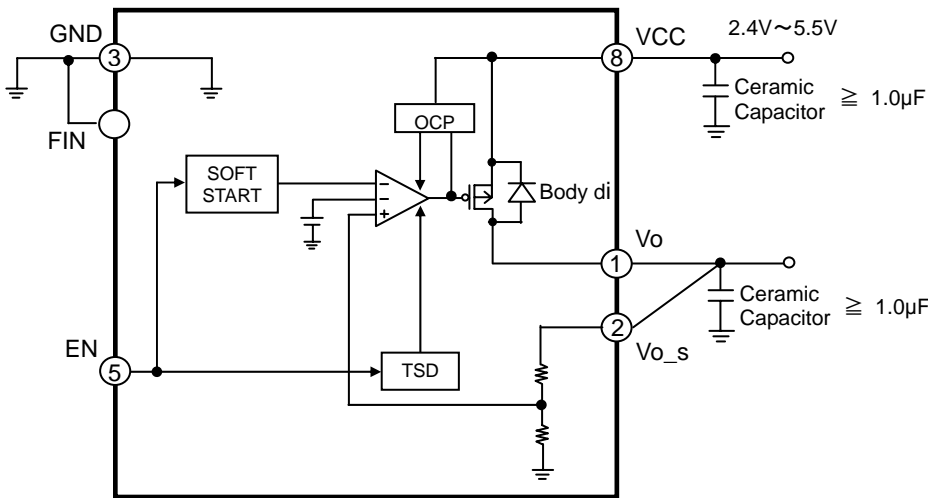 GND
3
FIN
VCC
8
2.4V～5.5V
Ceramic
Capacitor
≧ 1.0µF
OCP
SOFT
START
Body di
Vo
1
Ceramic
Capacitor
≧ 1.0µF
2
Vo_s
EN
5
TSD